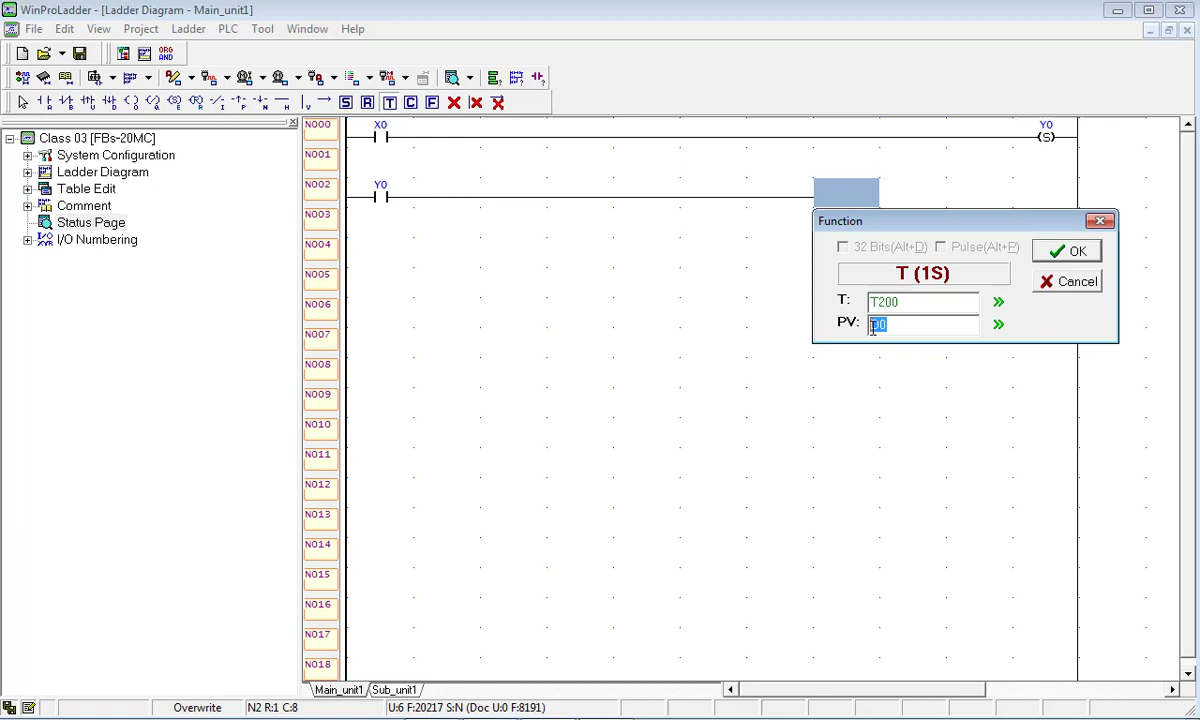 WinProLadder - [Ladder Diagram - Main_unit1]
File Edit View Project Ladder Tool PLC Window Help
ORG
AND
S R T C F
Class 03 [FBs-20MC]
System Configuration
Ladder Diagram
Table Edit
Comment
Status Page
I/O Numbering
N000 X0 Y0
(S)
N001
N002 Y0
N003
N004
N005
N006
N007
N008
N009
N010
N011
N012
N013
N014
N015
N016
N017
N018
Function
32 Bits(Alt+D) Pulse(Alt+P) OK
T (1S)
Cancel
T: T200
PV: D0
Main_unit1 Sub_unit1
Overwrite N2 R:1 C:8 U:6 F:20217 S:N (Doc U:0 F:8191)